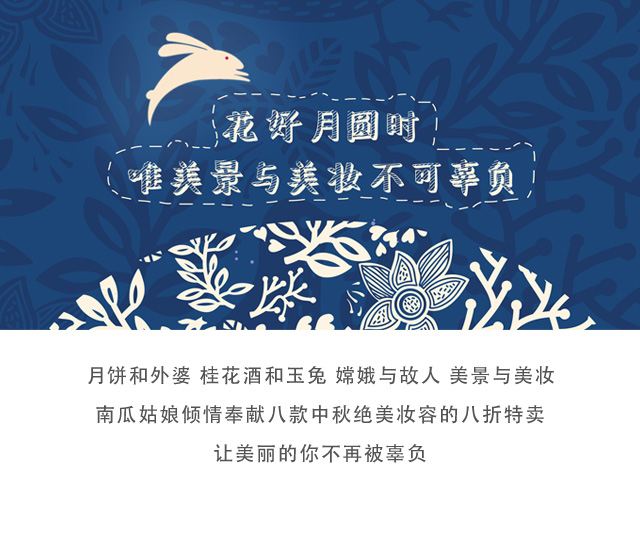 花好月圆时
唯美景与美妆不可辜负
月饼和外婆 桂花酒和玉兔 嫦娥与故人 美景与美妆
南瓜姑娘倾情奉献八款中秋绝美妆容的八折特卖
让美丽的你不再被辜负